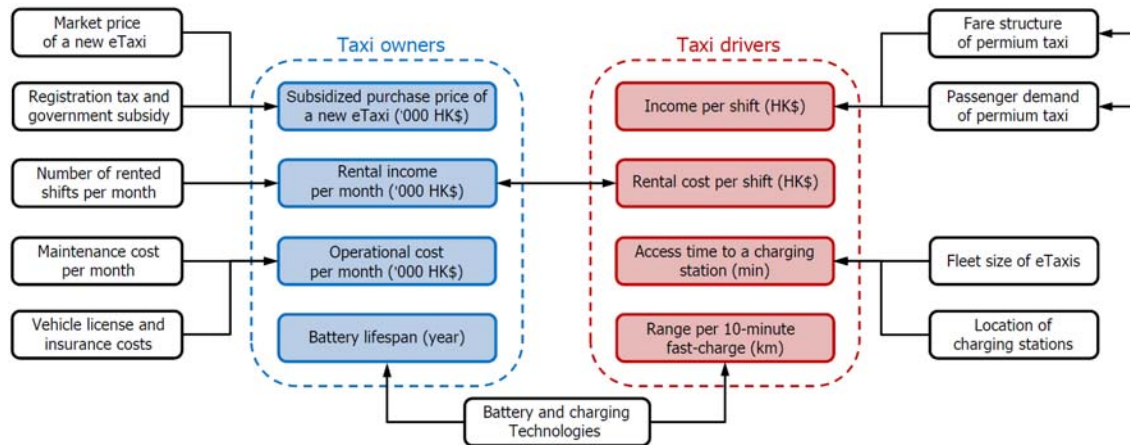 Market price
of a new eTaxi
Registration tax and
government subsidy
Number of rented
shifts per month
Maintenance cost
per month
Vehicle license and
insurance costs
Taxi owners
Subsidized purchase price of
a new eTaxi ('000 HK$)
Rental income
per month ('000 HK$)
Operational cost
per month ('000 HK$)
Battery lifespan (year)
Taxi drivers
Income per shift (HK$)
Rental cost per shift (HK$)
Access time to a charging
station (min)
Range per 10-minute
fast-charge (km)
Fare structure
of permium taxi
Passenger demand
of permium taxi
Fleet size of eTaxis
Location of
charging stations
Battery and charging
Technologies